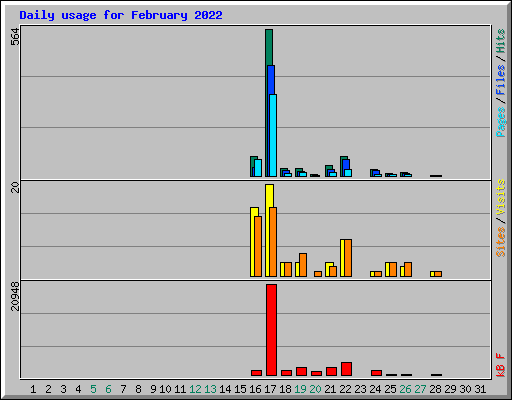 Daily usage for February 2022
564
Pages / Files / Hits
20
Sites / Visits
20948
kB F
1 2 3 4 5 6 7 8 9 10 11 12 13 14 15 16 17 18 19 20 21 22 23 24 25 26 27 28 29 30 31